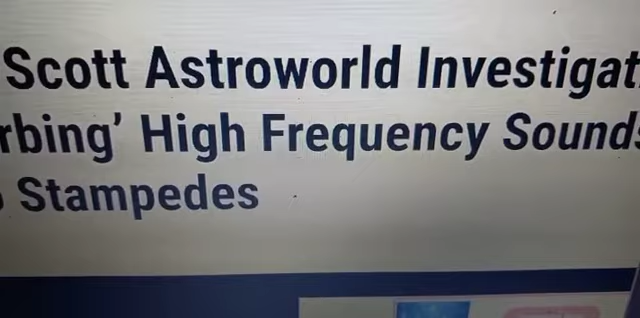 Scott Astroworld Investigat
rbing’ High Frequency Sounds
Stampedes